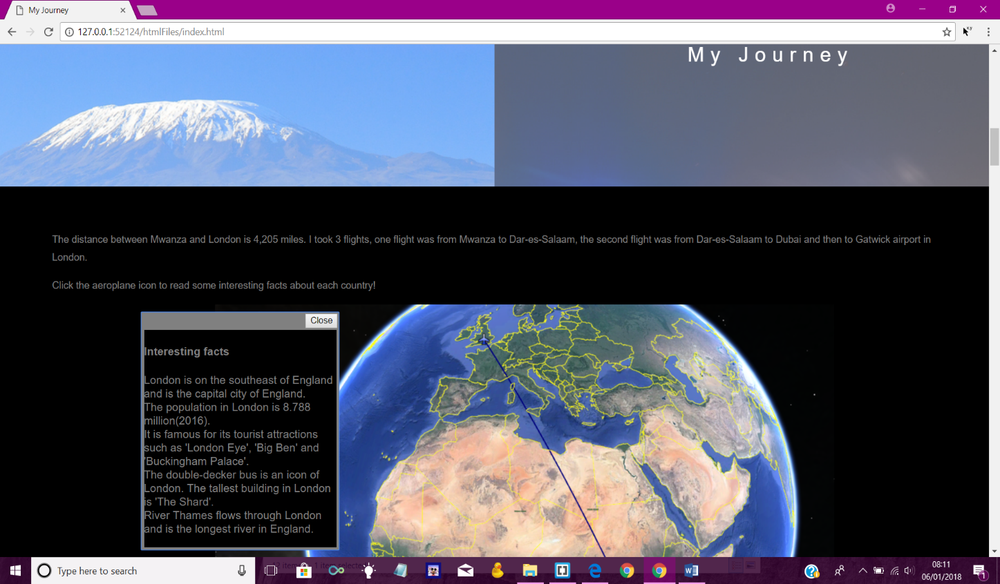 My Journey
127.0.0.1:52124/htmlFiles/index.html
My Journey
The distance between Mwanza and London is 4,205 miles. I took 3 flights, one flight was from Mwanza to Dar-es-Salaam, the second flight was from Dar-es-Salaam to Dubai and then to Gatwick airport in
London.
Click the aeroplane icon to read some interesting facts about each country!
Close
Interesting facts
London is on the southeast of England
and is the capital city of England.
The population in London is 8.788
million(2016).
It is famous for its tourist attractions
such as 'London Eye', 'Big Ben' and
'Buckingham Palace'.
The double-decker bus is an icon of
London. The tallest building in London
is 'The Shard'.
River Thames flows through London
and is the longest river in England.
Type here to search
08:11
06/01/2018
1